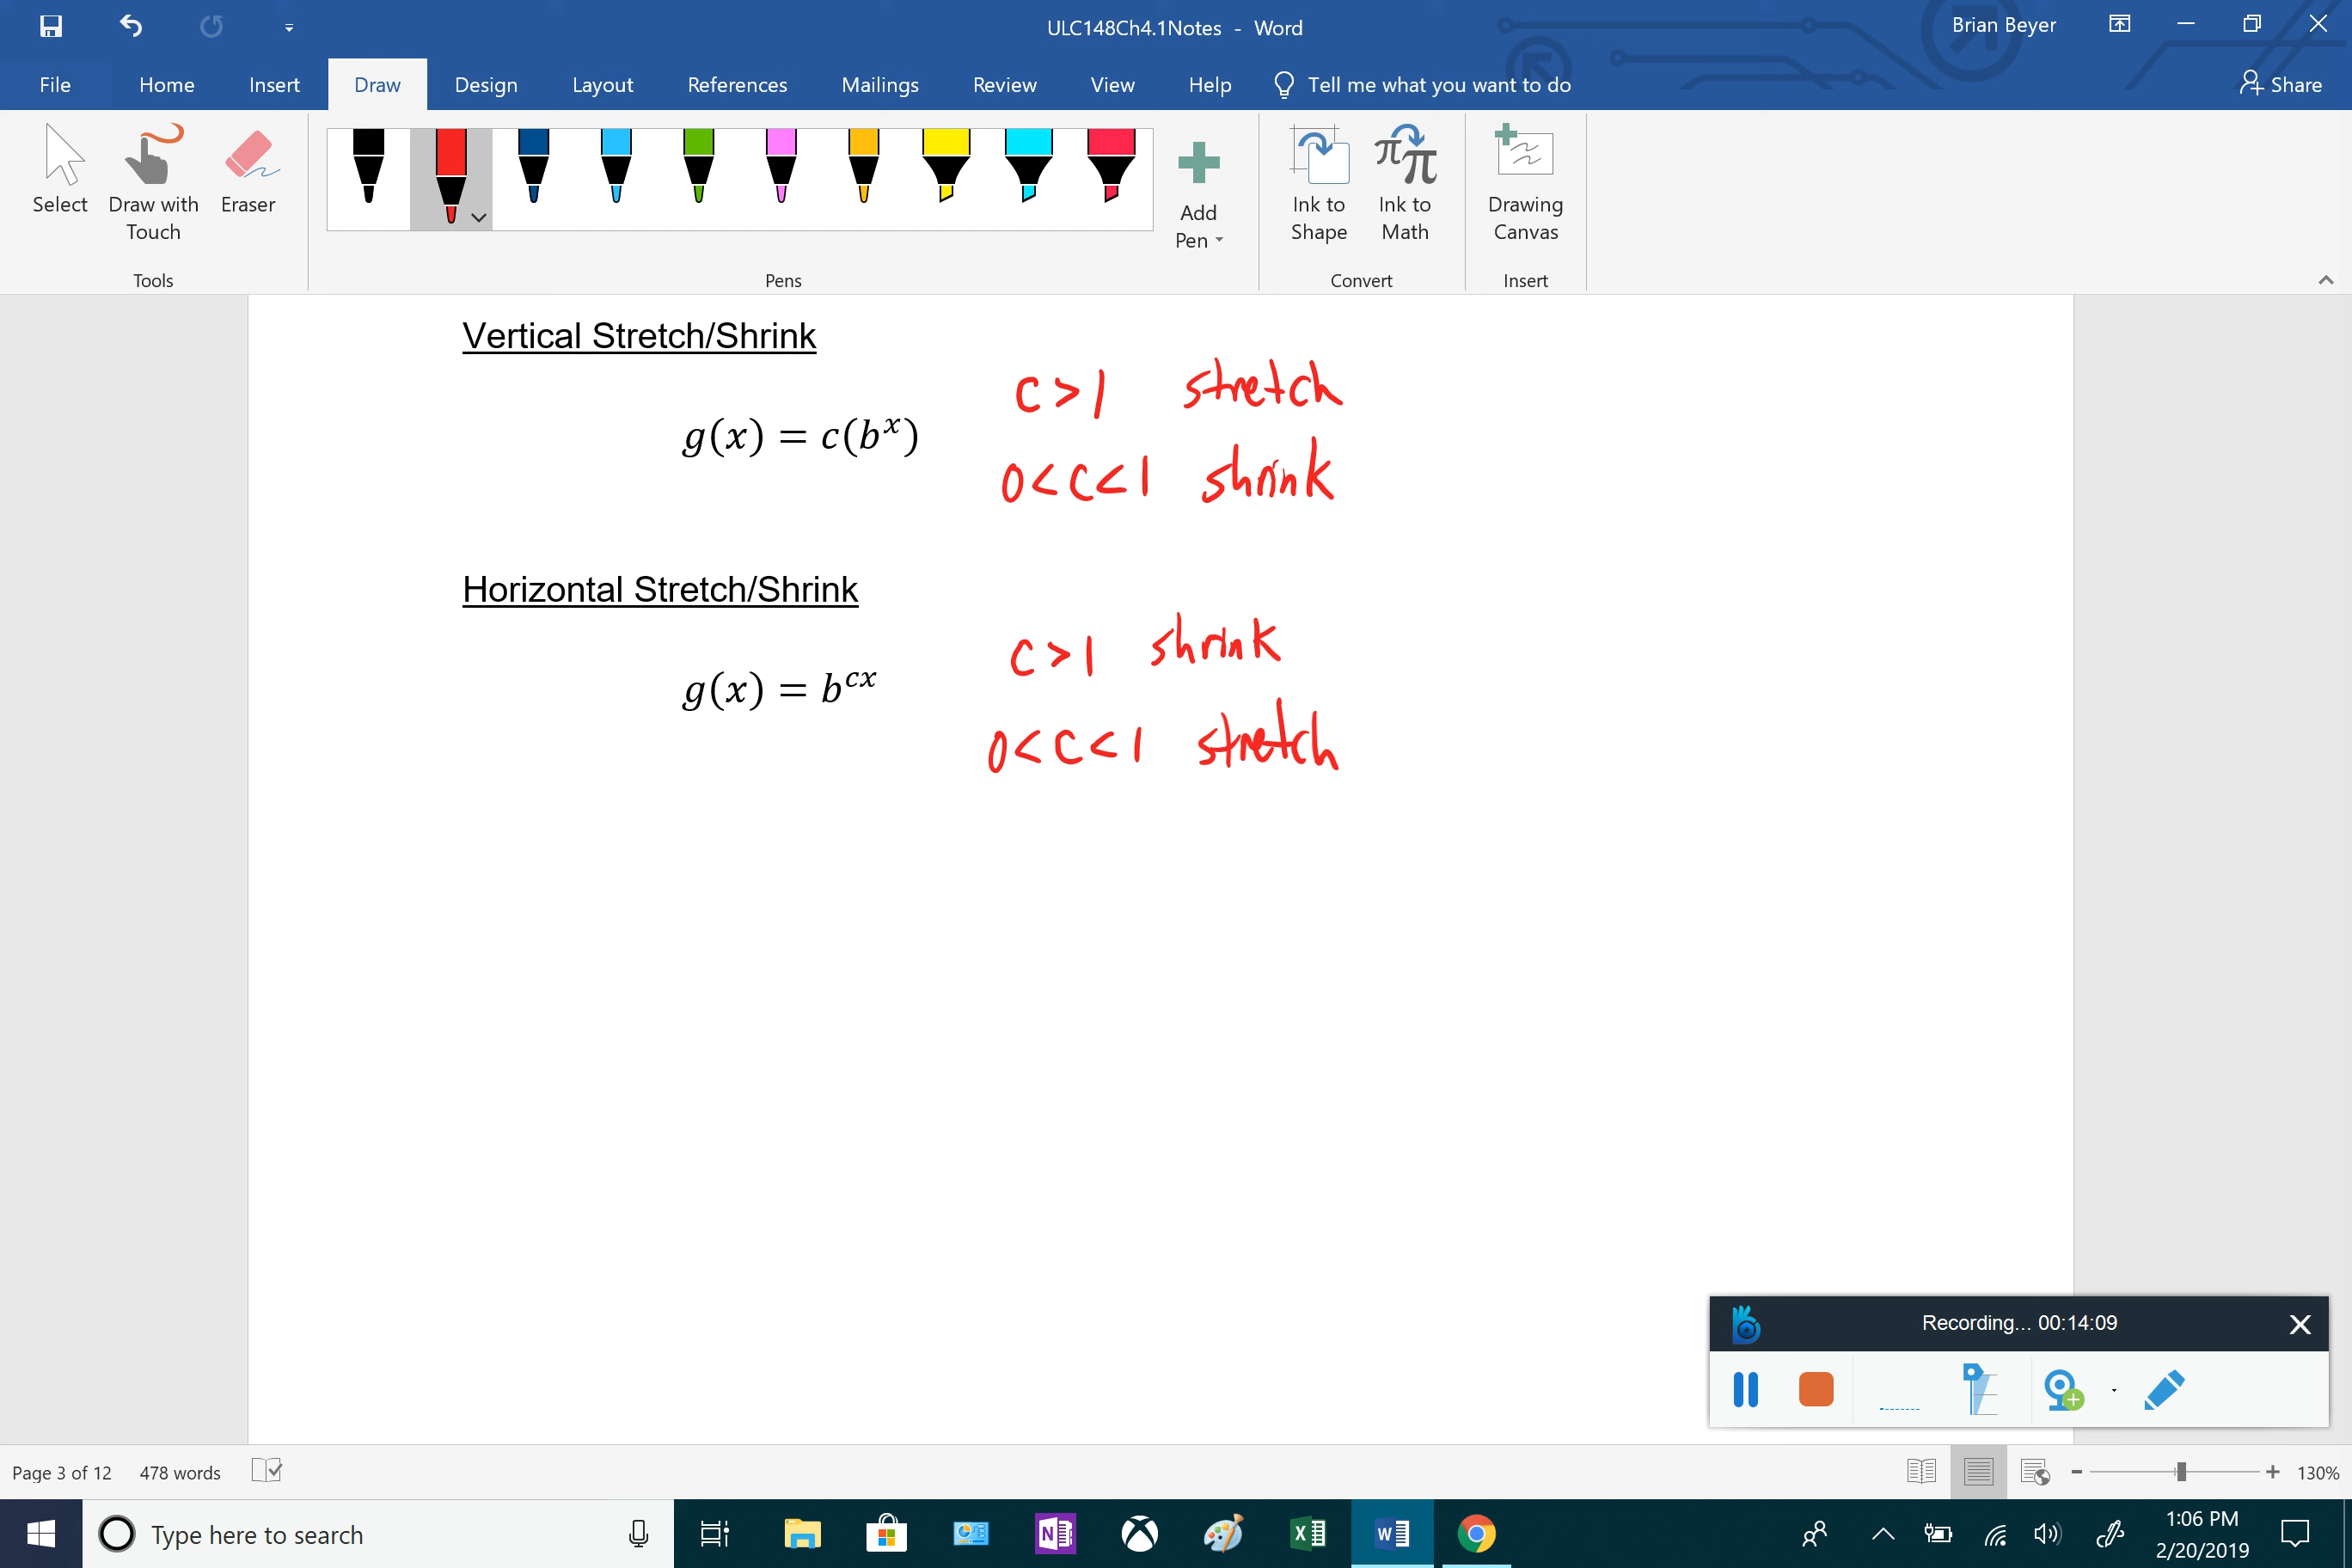 ULC148Ch4.1Notes - Word
Brian Beyer
File Home Insert Draw Design Layout References Mailings Review View Help Tell me what you want to do Share
Select Draw with Touch Eraser Add Pen Ink to Shape Ink to Math Drawing Canvas
Tools Pens Convert Insert
Vertical Stretch/Shrink
c > 1 stretch
g(x) = c(b^x)
0 < c < 1 shrink
Horizontal Stretch/Shrink
c > 1 shrink
g(x) = b^{cx}
0 < c < 1 stretch
Recording... 00:14:09
Page 3 of 12 478 words 130%
Type here to search
1:06 PM
2/20/2019